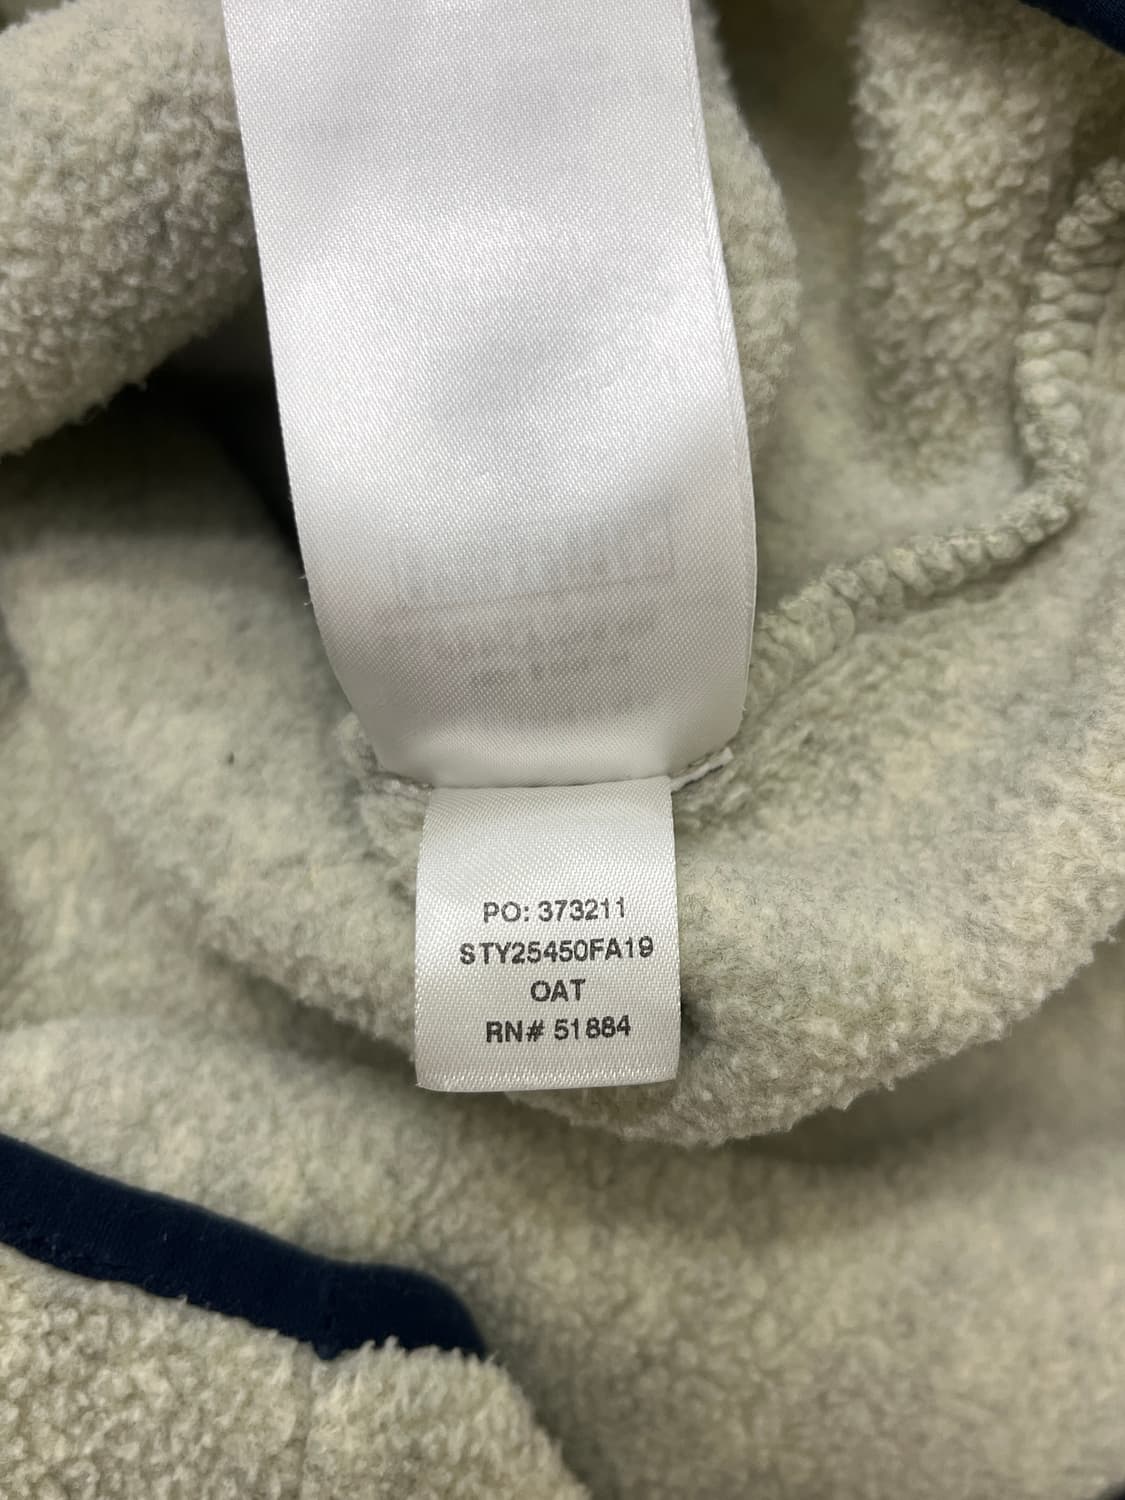 PO: 373211
STY25450FA19
OAT
RN# 51884